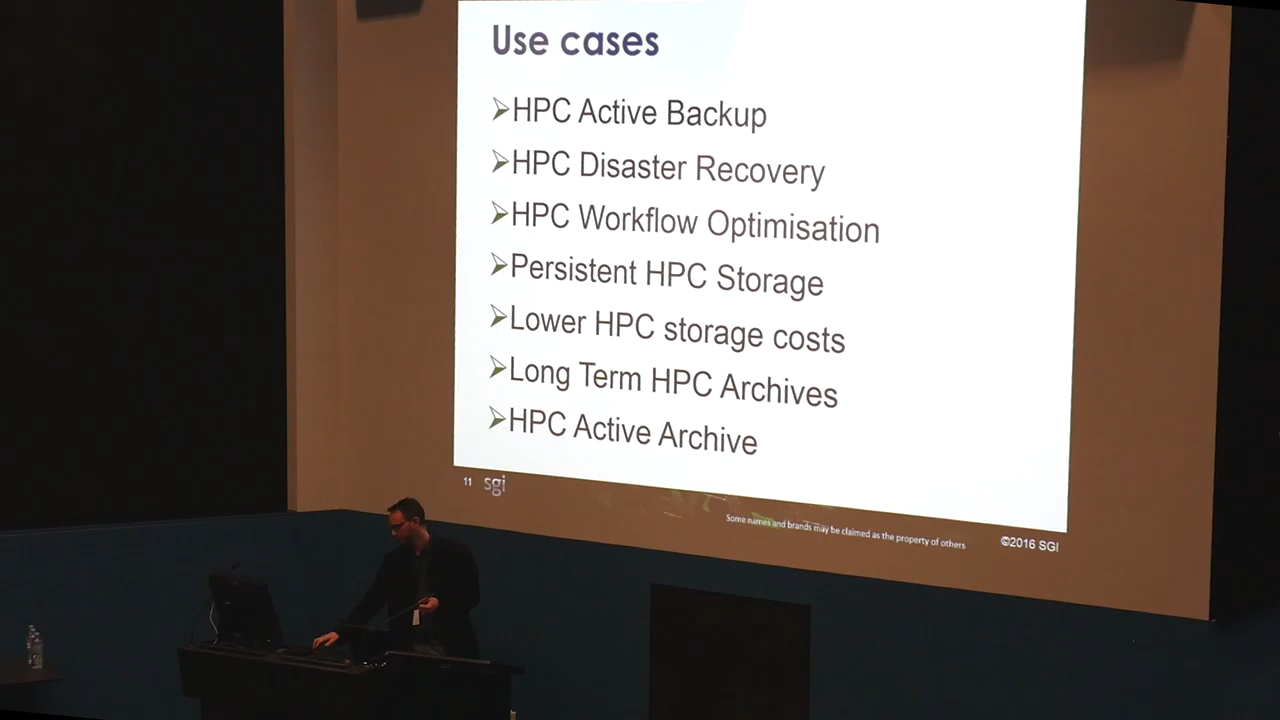 Use cases
➢HPC Active Backup
➢HPC Disaster Recovery
➢HPC Workflow Optimisation
➢Persistent HPC Storage
➢Lower HPC storage costs
➢Long Term HPC Archives
➢HPC Active Archive
11 sgi
Some names and brands may be claimed as the property of others
©2016 SGI